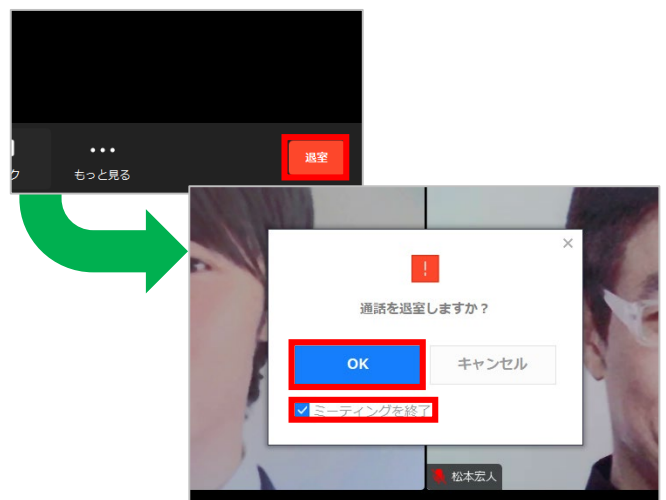 ク
もっと見る
退室
!
通話を退室しますか？
OK
キャンセル
ミーティングを終了
松本宏人